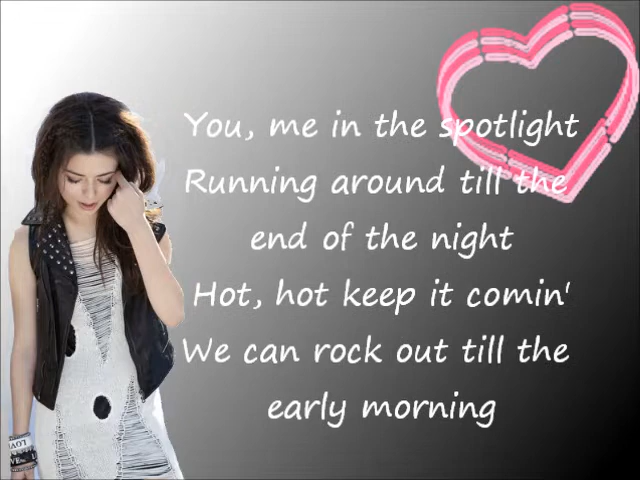 You, me in the spotlight
Running around till the
end of the night
Hot, hot keep it comin'
We can rock out till the
early morning